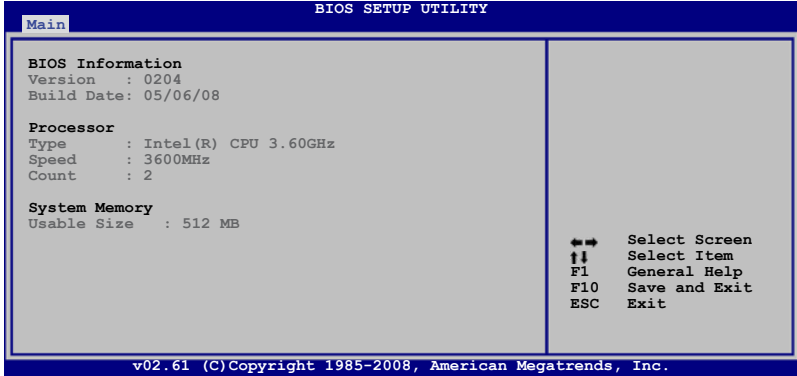 BIOS SETUP UTILITY
Main
BIOS Information
Version : 0204
Build Date: 05/06/08
Processor
Type : Intel(R) CPU 3.60GHz
Speed : 3600MHz
Count : 2
System Memory
Usable Size : 512 MB
←→ Select Screen
↑↓ Select Item
F1 General Help
F10 Save and Exit
ESC Exit
v02.61 (C)Copyright 1985-2008, American Megatrends, Inc.